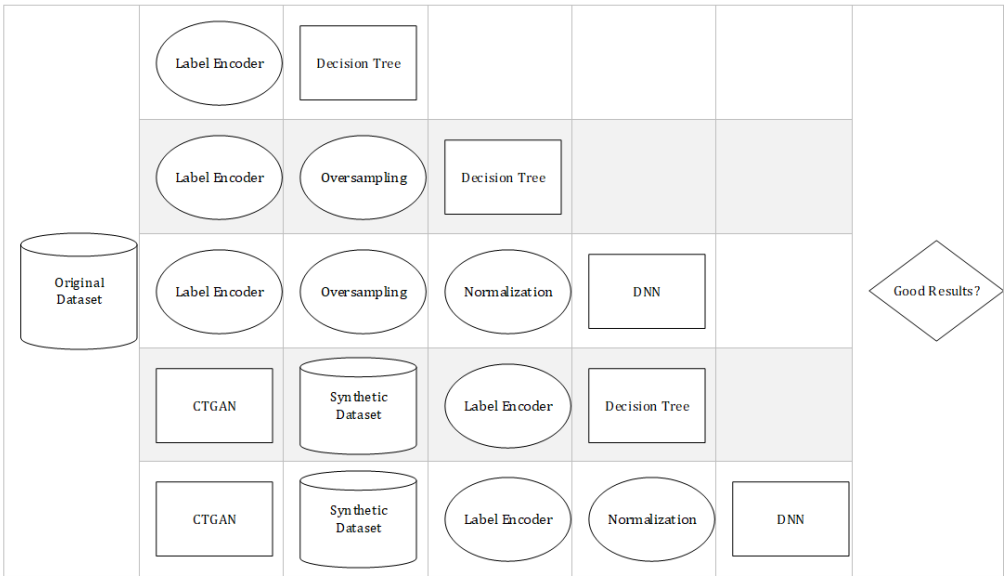 Label Encoder
Decision Tree
Label Encoder
Oversampling
Decision Tree
Original
Dataset
Label Encoder
Oversampling
Normalization
DNN
Good Results?
CTGAN
Synthetic
Dataset
Label Encoder
Decision Tree
CTGAN
Synthetic
Dataset
Label Encoder
Normalization
DNN